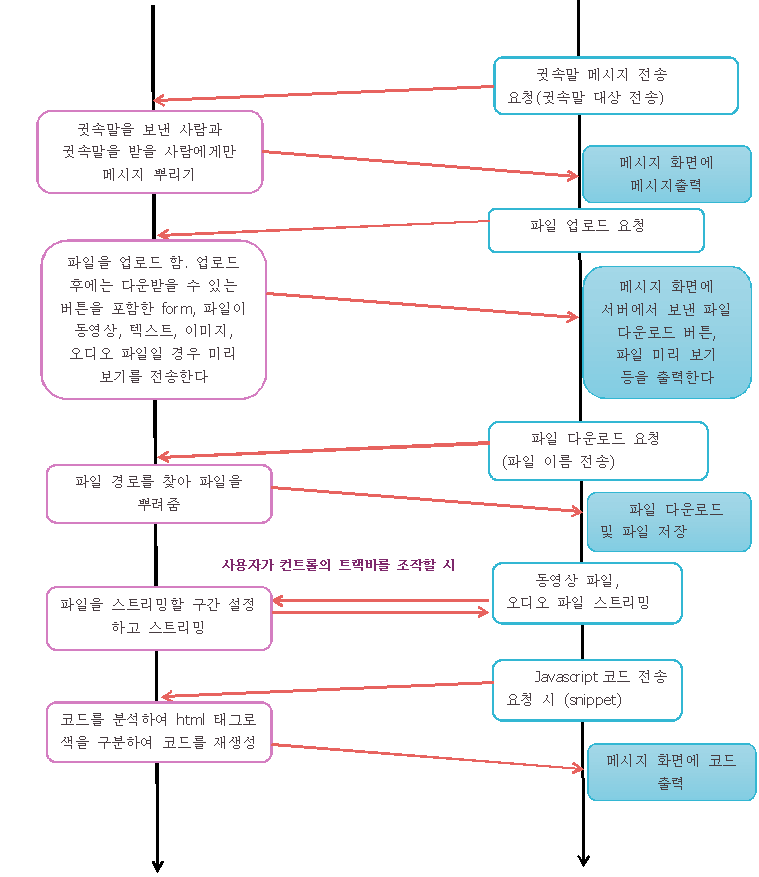 귓속말 메시지 전송
요청(귓속말 대상 전송)
귓속말을 보낸 사람과
귓속말을 받을 사람에게만
메시지 뿌리기
메시지 화면에
메시지출력
파일 업로드 요청
파일을 업로드 함. 업로드
후에는 다운받을 수 있는
버튼을 포함한 form, 파일이
동영상, 텍스트, 이미지,
오디오 파일일 경우 미리
보기를 전송한다
메시지 화면에
서버에서 보낸 파일
다운로드 버튼,
파일 미리 보기
등을 출력한다
파일 다운로드 요청
(파일 이름 전송)
파일 경로를 찾아 파일을
뿌려줌
파일 다운로드
및 파일 저장
사용자가 컨트롤의 트랙바를 조작할 시
동영상 파일,
오디오 파일 스트리밍
파일을 스트리밍할 구간 설정
하고 스트리밍
Javascript 코드 전송
요청 시 (snippet)
코드를 분석하여 html 태그로
색을 구분하여 코드를 재생성
메시지 화면에 코드
출력